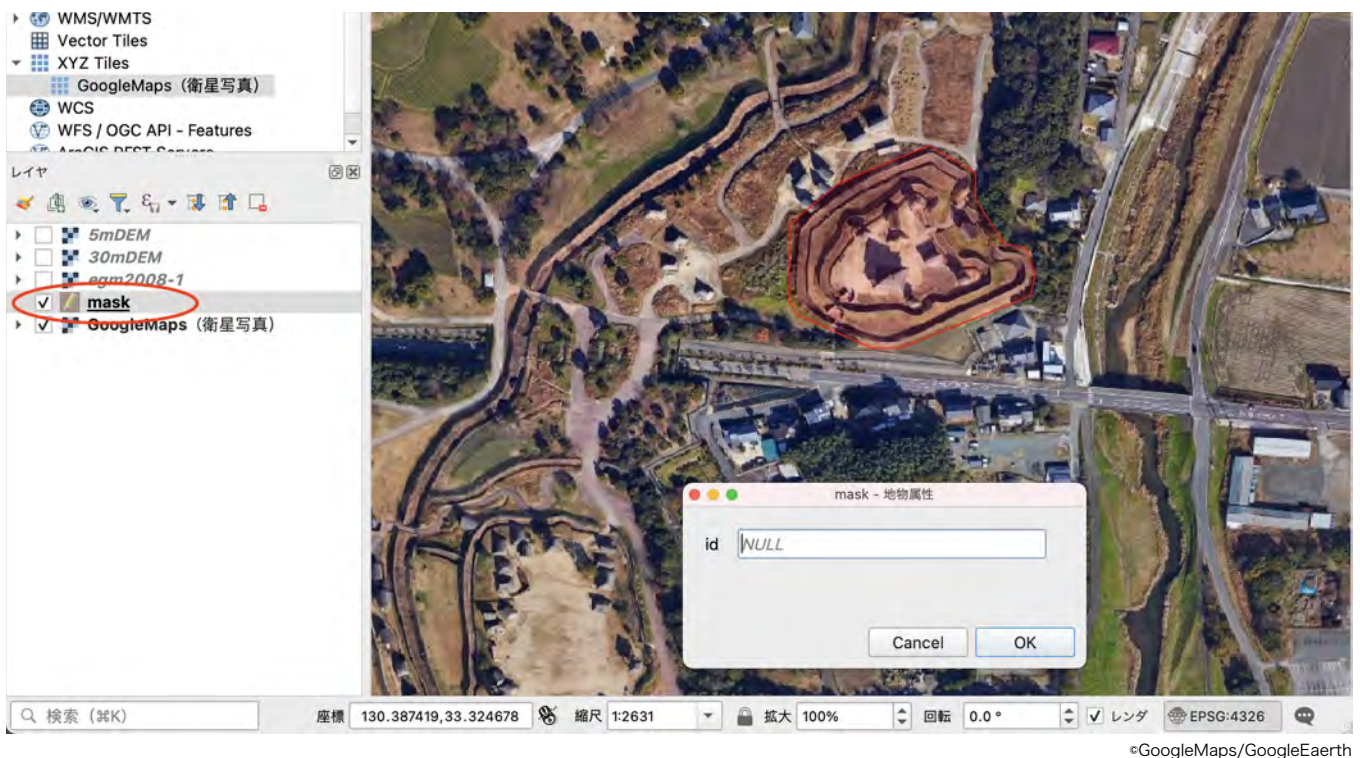 WMS/WMTS
Vector Tiles
XYZ Tiles
GoogleMaps（衛星写真）
WCS
WFS / OGC API - Features
ArcGIS REST Servers
レイヤ
5mDEM
30mDEM
egm2008-1
mask
GoogleMaps（衛星写真）
mask - 地物属性
id NULL
Cancel OK
検索（⌘K） 座標 130.387419,33.324678 縮尺 1:2631 拡大 100% 回転 0.0 ° レンダ EPSG:4326
©GoogleMaps/GoogleEaerth